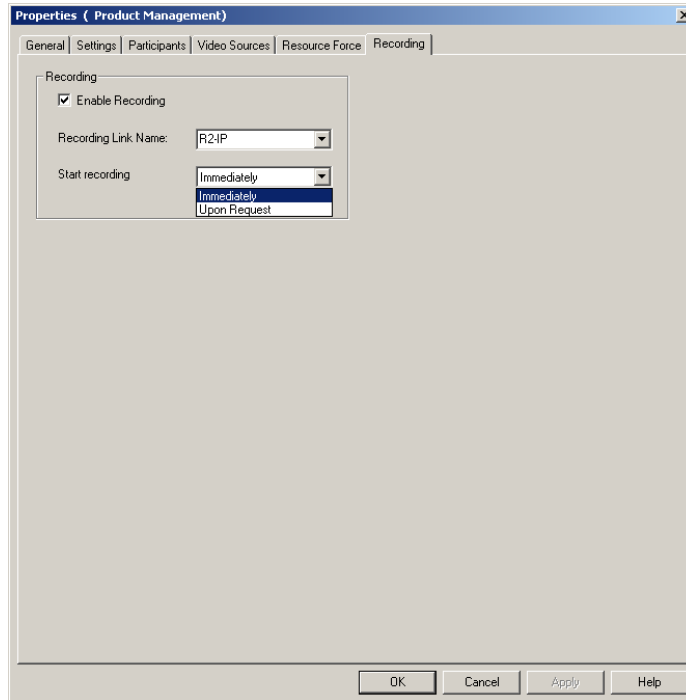 Properties ( Product Management)
General Settings Participants Video Sources Resource Force Recording
Recording
Enable Recording
Recording Link Name: R2-IP
Start recording Immediately
Immediately
Upon Request
OK Cancel Apply Help